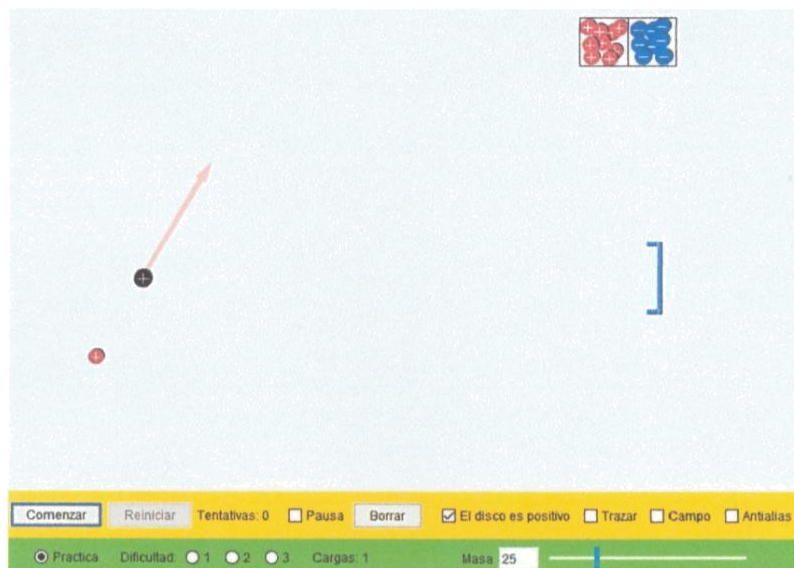 Comenzar Reiniciar Tentativas: 0 Pausa Borrar El disco es positivo Trazar Campo Antialias
Practica Dificultad: 1 2 3 Cargas: 1 Masa 25